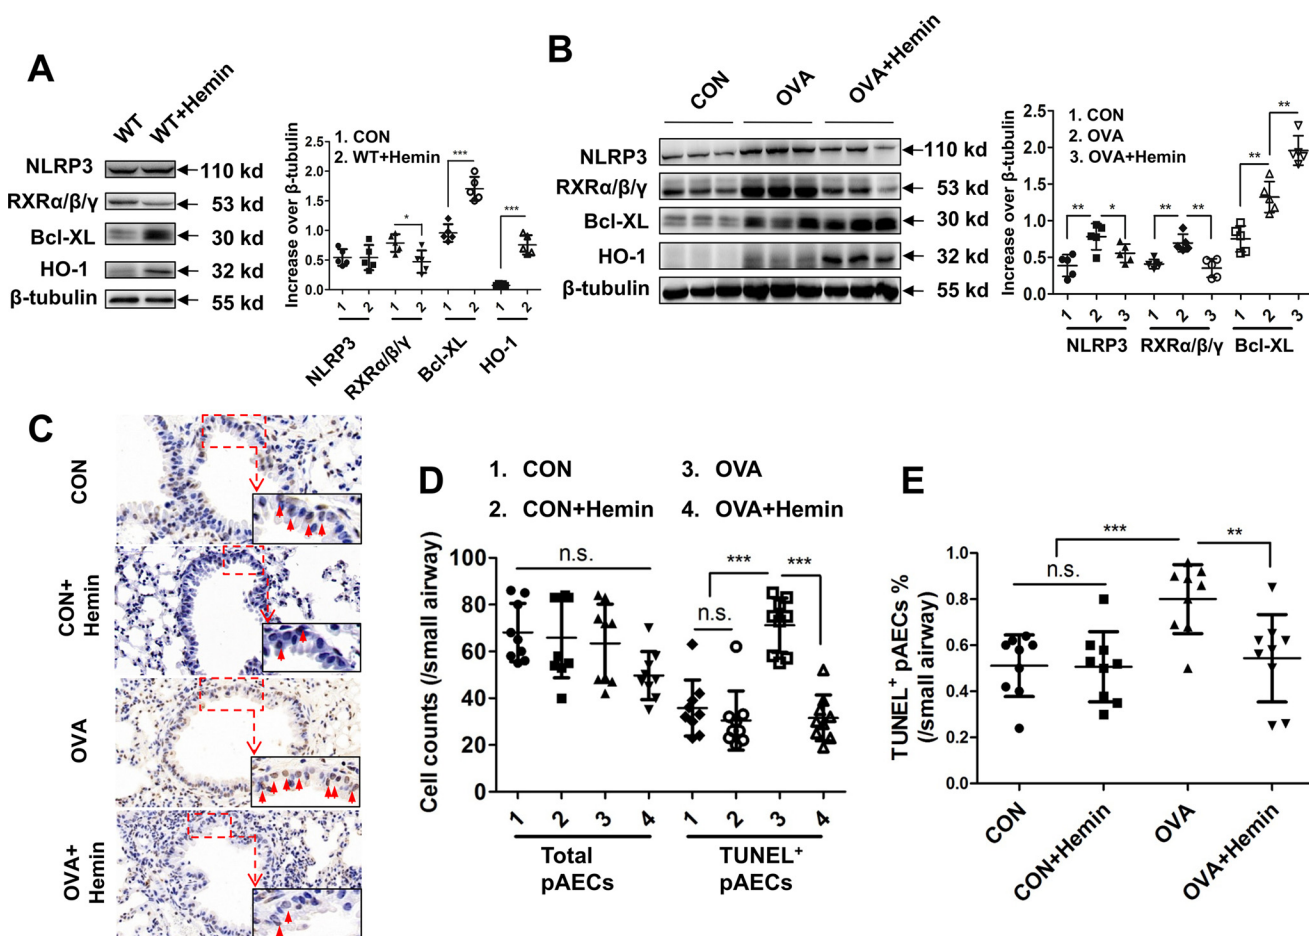 A
WT
WT+Hemin
NLRP3
110 kd
RXRα/β/γ
53 kd
Bcl-XL
30 kd
HO-1
32 kd
β-tubulin
55 kd
Increase over β-tubulin
1. CON
2. WT+Hemin
2.5
2.0
1.5
1.0
0.5
0.0
*
***
***
1 2 1 2 1 2 1 2
NLRP3
RXRα/β/γ
Bcl-XL
HO-1
B
CON
OVA
OVA+Hemin
NLRP3
110 kd
RXRα/β/γ
53 kd
Bcl-XL
30 kd
HO-1
32 kd
β-tubulin
55 kd
Increase over β-tubulin
1. CON
2. OVA
3. OVA+Hemin
2.5
2.0
1.5
1.0
0.5
0.0
** * ** ** ** **
1 2 3 1 2 3 1 2 3
NLRP3 RXRα/β/γ Bcl-XL
C
CON
CON+
Hemin
OVA
OVA+
Hemin
D
1. CON
2. CON+Hemin
3. OVA
4. OVA+Hemin
Cell counts (/small airway)
100
80
60
40
20
0
n.s.
n.s.
*** ***
1 2 3 4 1 2 3 4
Total
pAECs
TUNEL+
pAECs
E
TUNEL+ pAECs %
(/small airway)
1.0
0.8
0.6
0.4
0.2
0.0
n.s.
***
**
CON
CON+Hemin
OVA
OVA+Hemin